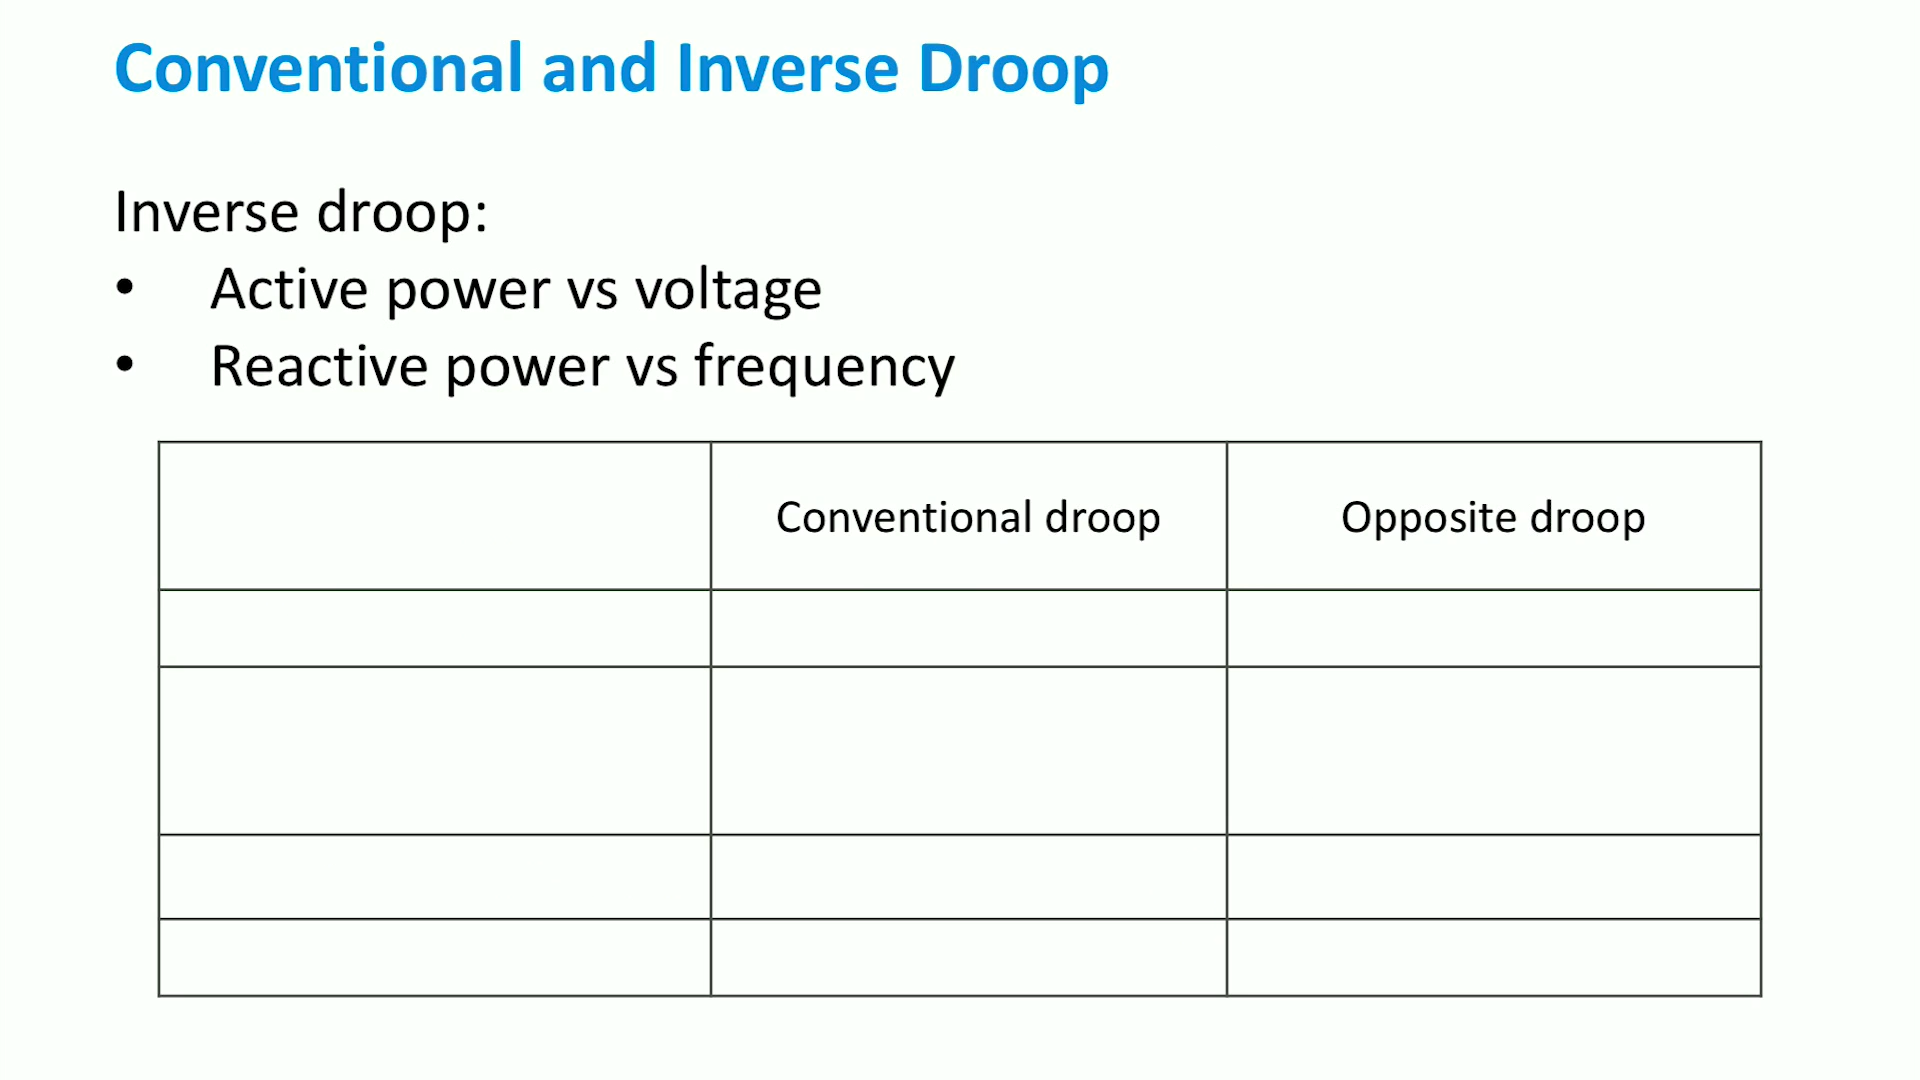 Conventional and Inverse Droop
Inverse droop:
• Active power vs voltage
• Reactive power vs frequency
Conventional droop
Opposite droop